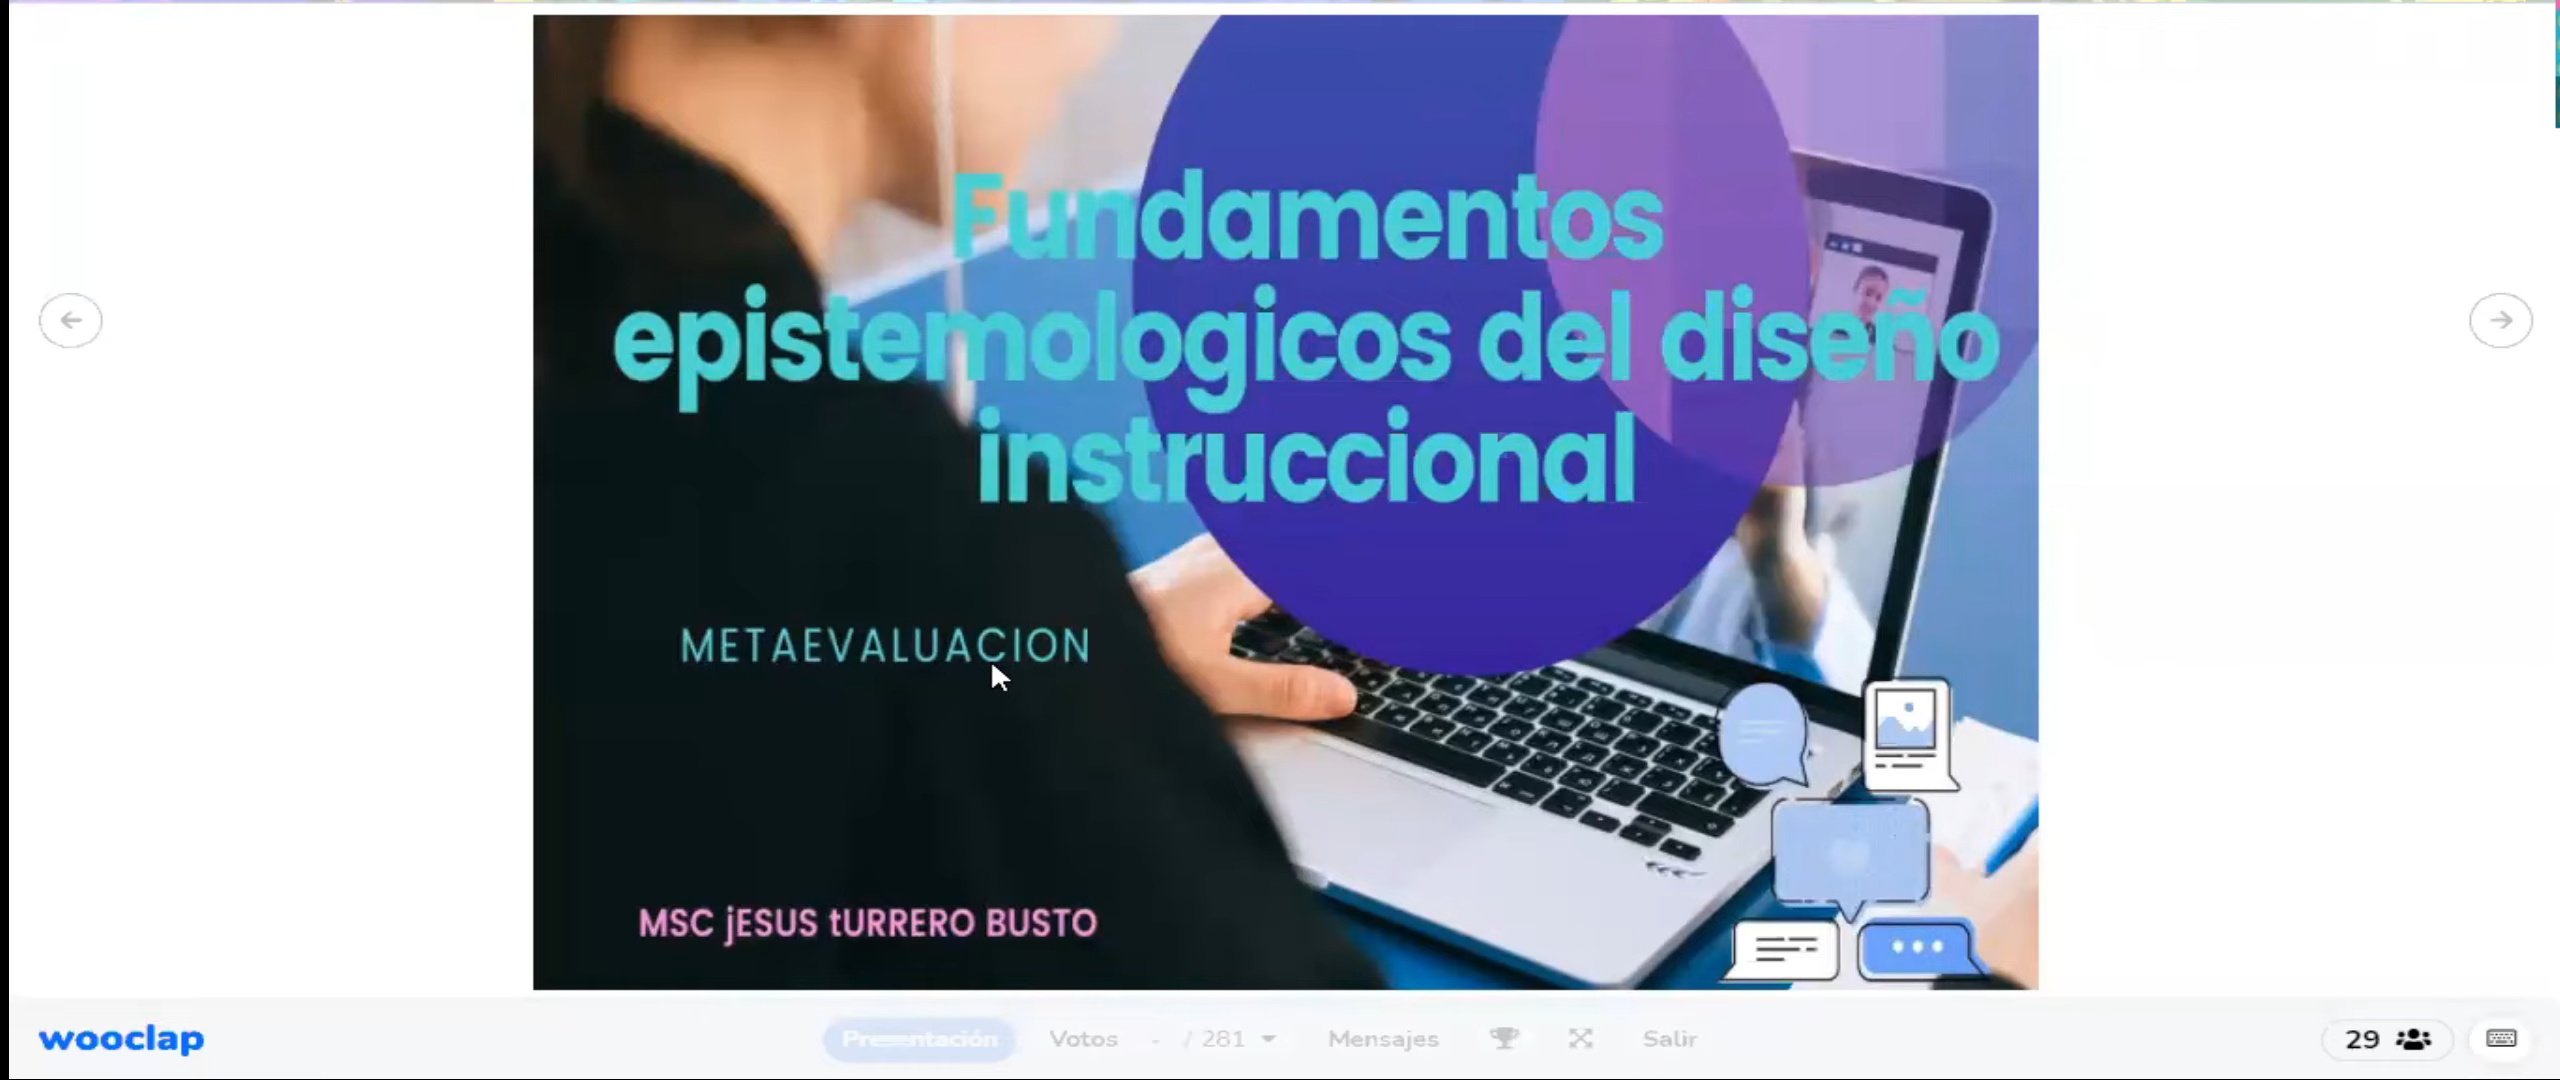 Fundamentos
epistemologicos del diseño
instruccional
METAEVALUACION
MSC jESUS tURRERO BUSTO
wooclap
Presentación
Votos
- / 281
Mensajes
Salir
29